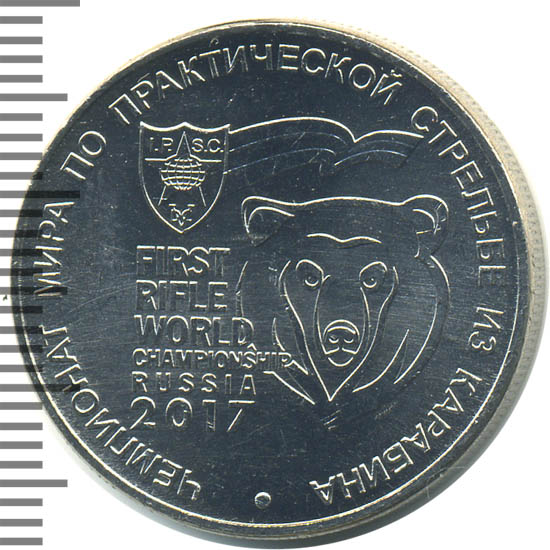 ЧЕМПИОНАТ МИРА ПО ПРАКТИЧЕСКОЙ СТРЕЛЬБЕ ИЗ КАРАБИНА
I.P.S.C.
FIRST
RIFLE
WORLD
CHAMPIONSHIP
RUSSIA
2017